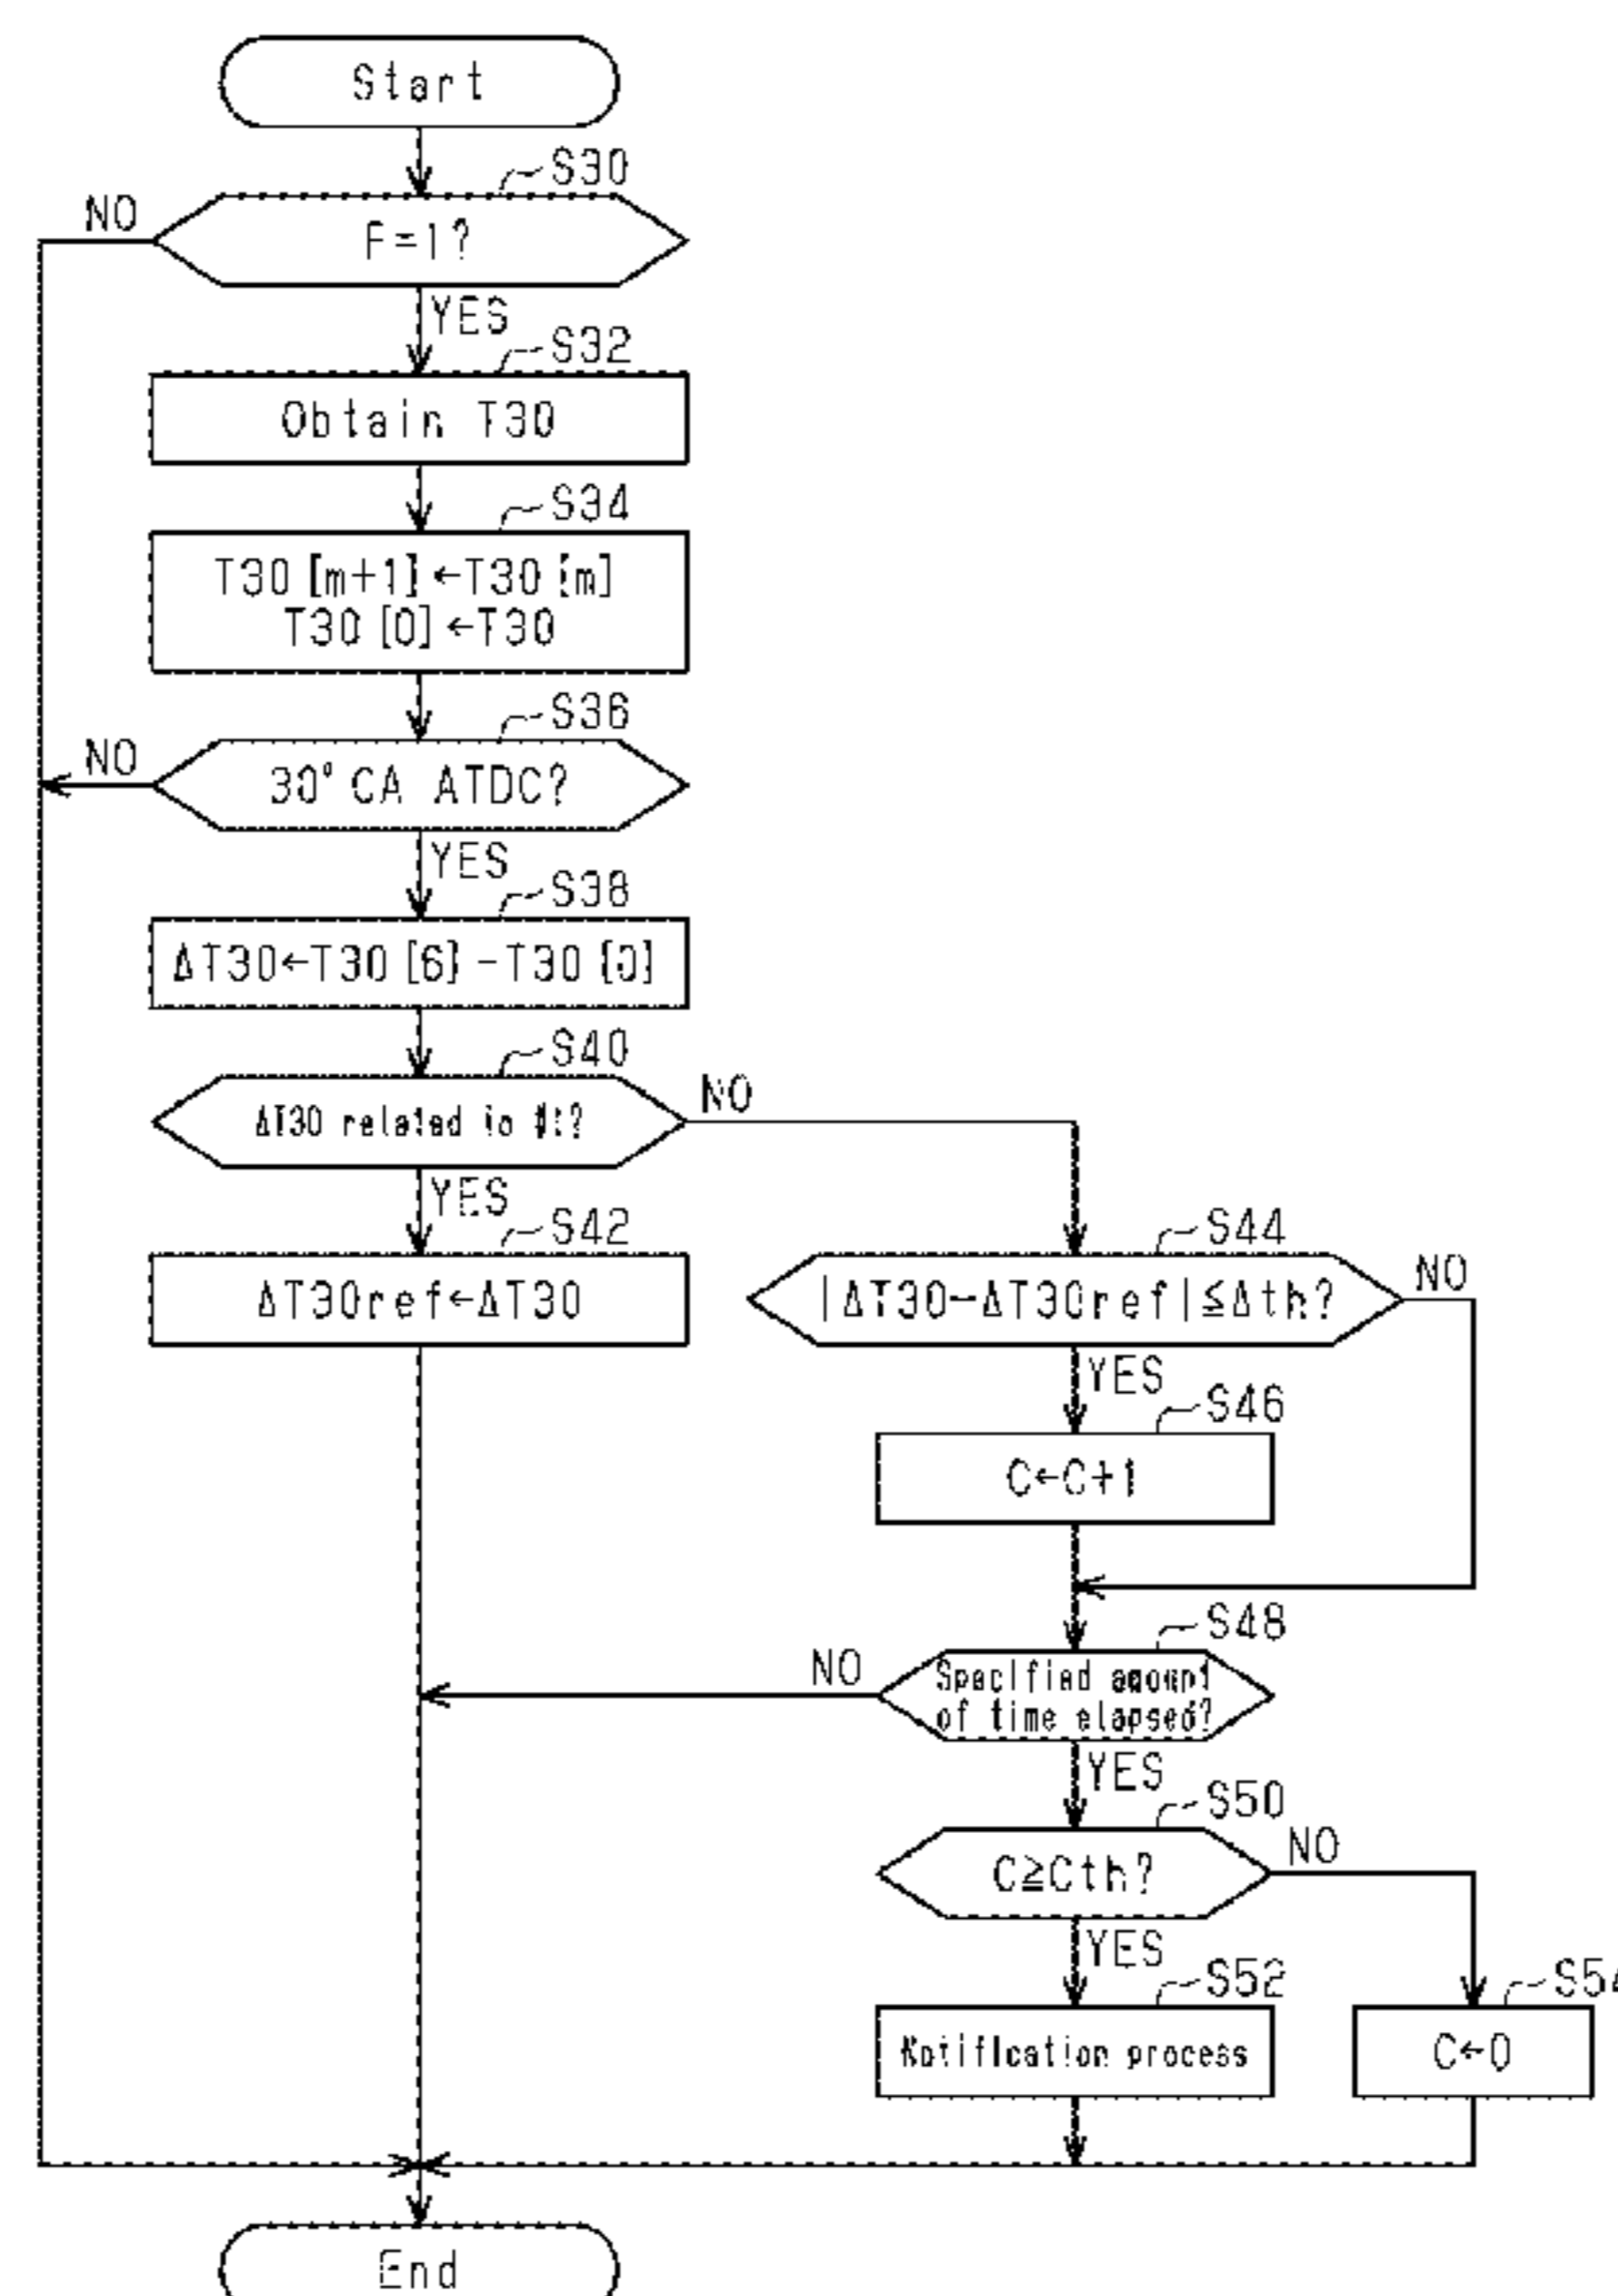 Start
S30
NO
F=1?
YES
S32
Obtain T30
S34
T30[m+1]←T30[m]
T30[0]←T30
S36
NO
30° CA ATDC?
YES
S38
ΔT30←T30[6]-T30[0]
S40
ΔT30 related to #?
NO
YES
S42
ΔT30ref←ΔT30
S44
|ΔT30-ΔT30ref|≦Δth?
NO
YES
S46
C←C+1
S48
NO
Specified amount
of time elapsed?
YES
S50
C≧Cth?
NO
YES
S52
Notification process
S54
C←0
End